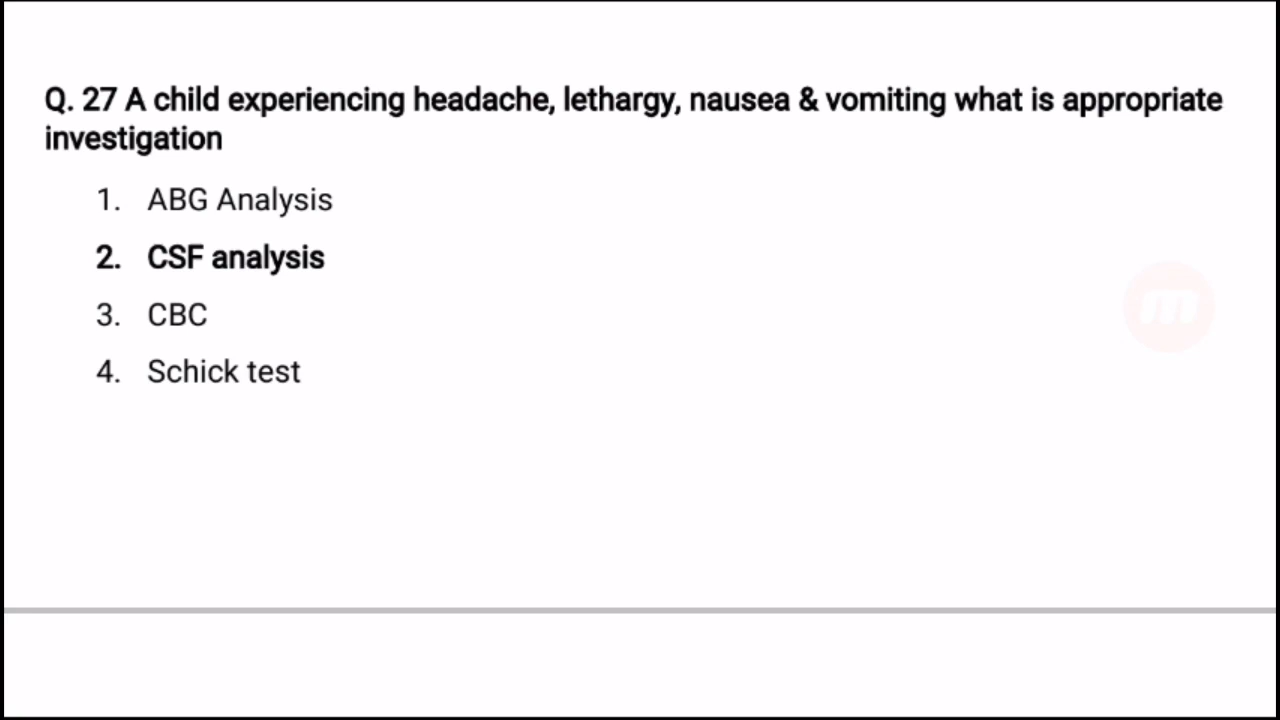 Q. 27 A child experiencing headache, lethargy, nausea & vomiting what is appropriate
investigation
1. ABG Analysis
2. CSF analysis
3. CBC
4. Schick test
m